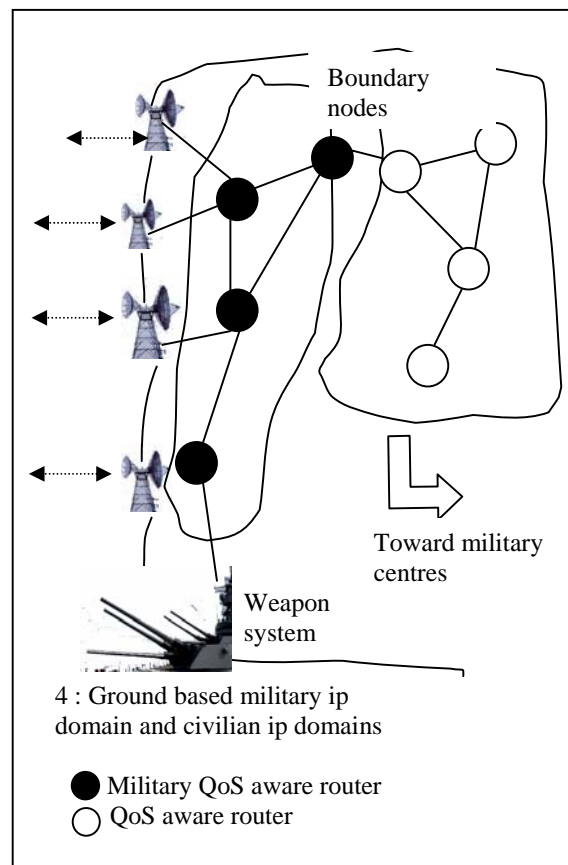 Boundary
nodes
Toward military
centres
Weapon
system
4 : Ground based military ip
domain and civilian ip domains
Military QoS aware router
QoS aware router